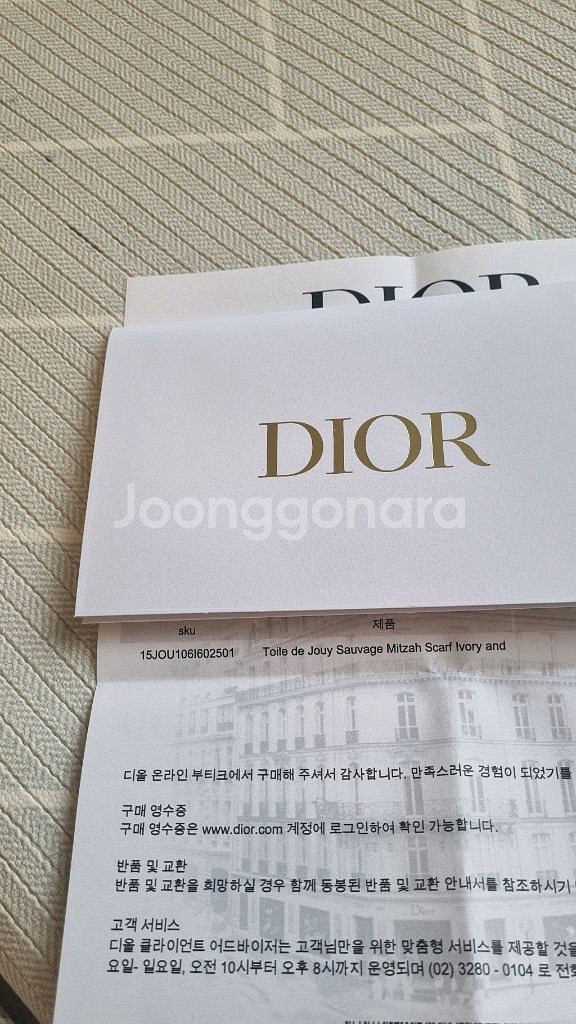 DIOR
DIOR
Joonggonara
sku 제품
15JOU106I602501 Toile de Jouy Sauvage Mitzah Scarf Ivory and
디올 온라인 부티크에서 구매해 주셔서 감사합니다. 만족스러운 경험이 되었기를
구매 영수증
구매 영수증은 www.dior.com 계정에 로그인하여 확인 가능합니다.
반품 및 교환
반품 및 교환을 희망하실 경우 함께 동봉된 반품 및 교환 안내서를 참조하시기
Dior
고객 서비스
디올 클라이언트 어드바이저는 고객님만을 위한 맞춤형 서비스를 제공할 것을
요일- 일요일, 오전 10시부터 오후 8시까지 운영되며 (02) 3280 - 0104 로 전화